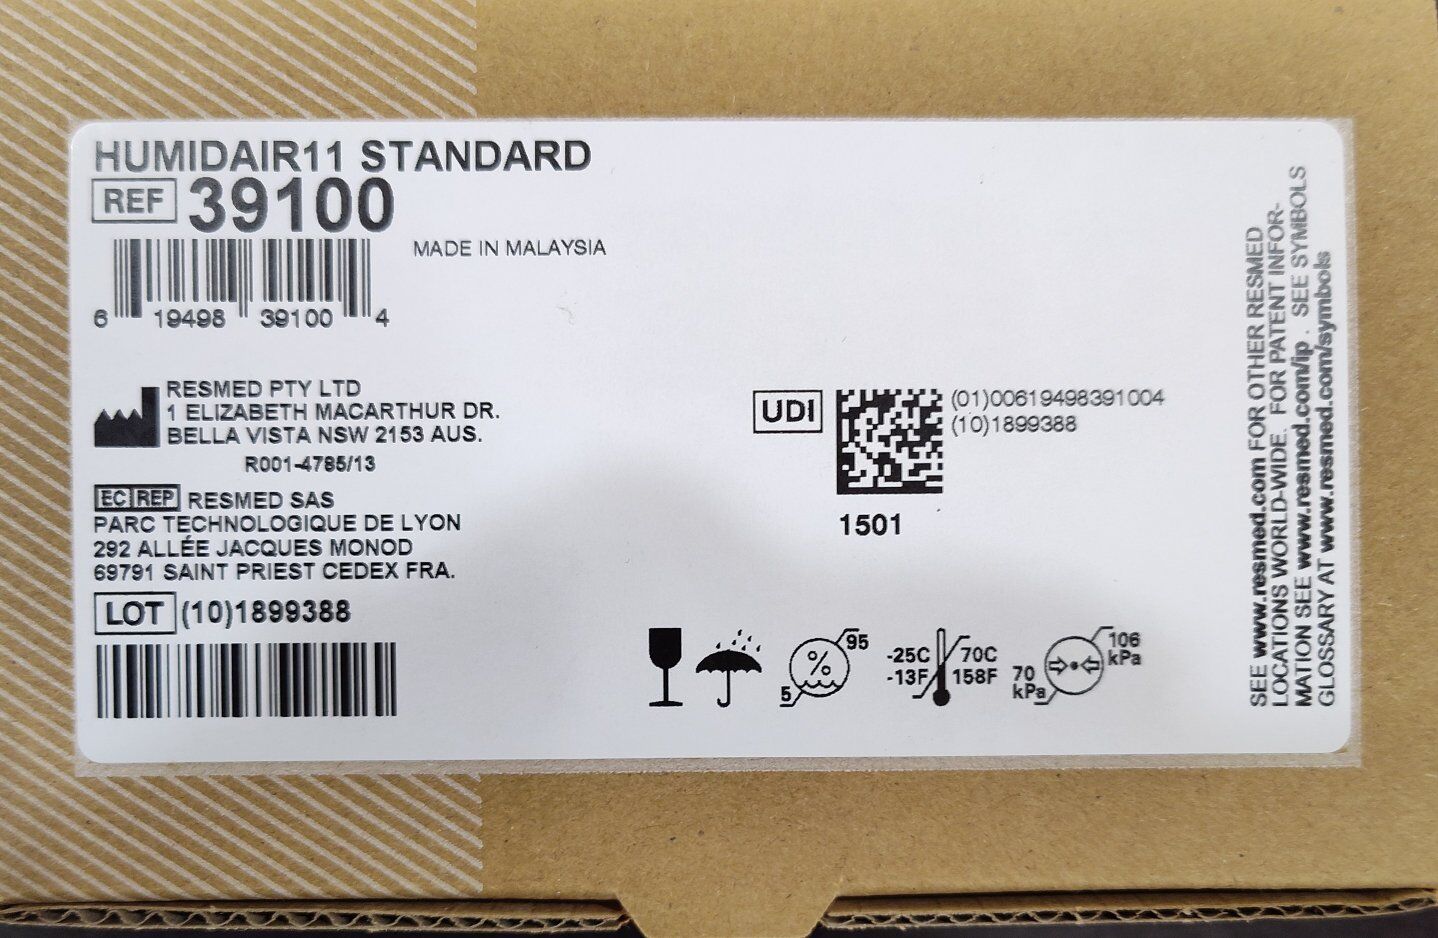 HUMIDAIR11 STANDARD
REF 39100
MADE IN MALAYSIA
6 19498 39100 4
RESMED PTY LTD
1 ELIZABETH MACARTHUR DR.
BELLA VISTA NSW 2153 AUS.
R001-4785/13
EC REP RESMED SAS
PARC TECHNOLOGIQUE DE LYON
292 ALLÉE JACQUES MONOD
69791 SAINT PRIEST CEDEX FRA.
LOT (10)1899388
UDI
(01)00619498391004
(10)1899388
1501
% 95
5
-25C 70C
-13F 158F
106
kPa
70
kPa
SEE www.resmed.com FOR OTHER RESMED
LOCATIONS WORLD-WIDE. FOR PATENT INFOR-
MATION SEE www.resmed.com/ip . SEE SYMBOLS
GLOSSARY AT www.resmed.com/symbols